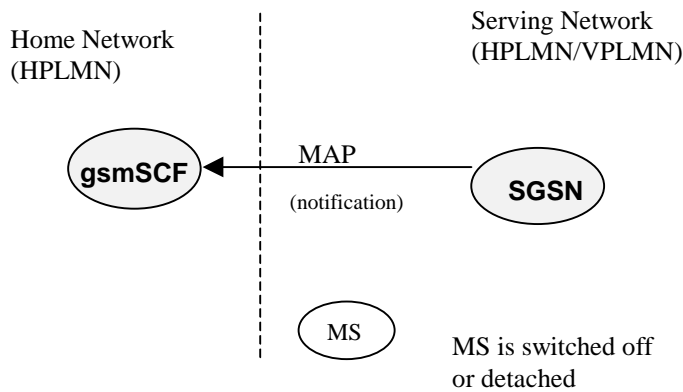 Home Network
(HPLMN)
Serving Network
(HPLMN/VPLMN)
gsmSCF
MAP
(notification)
SGSN
MS
MS is switched off
or detached